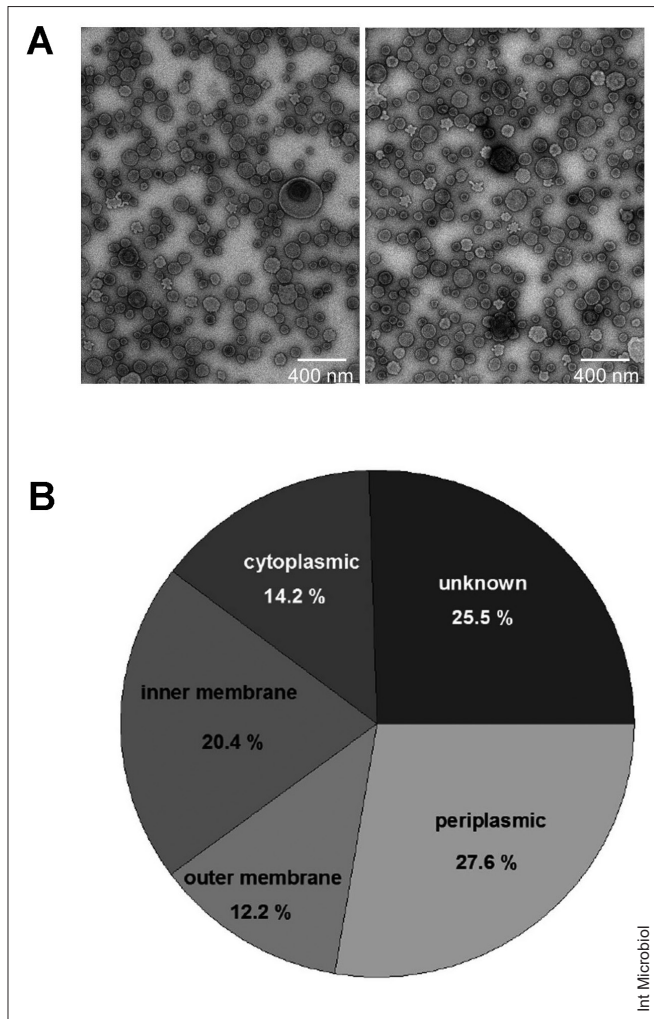 A
400 nm
400 nm
B
cytoplasmic
14.2 %
unknown
25.5 %
inner membrane
20.4 %
periplasmic
27.6 %
outer membrane
12.2 %
Int Microbiol